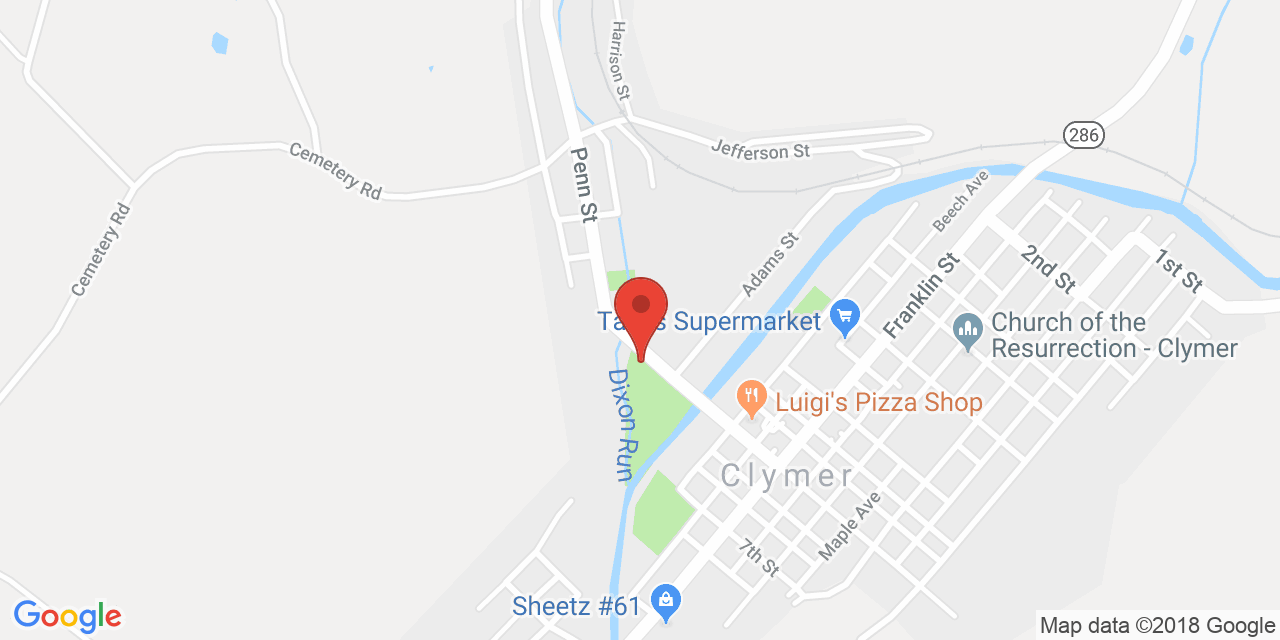 Harrison St
286
Jefferson St
Cemetery Rd
Penn St
Beech Ave
Cemetery Rd
Adams St
2nd St
1st St
Franklin St
Supermarket
Church of the
Resurrection - Clymer
Dixon Run
Luigi's Pizza Shop
Clymer
Maple Ave
7th St
Sheetz #61
Google
Map data ©2018 Google